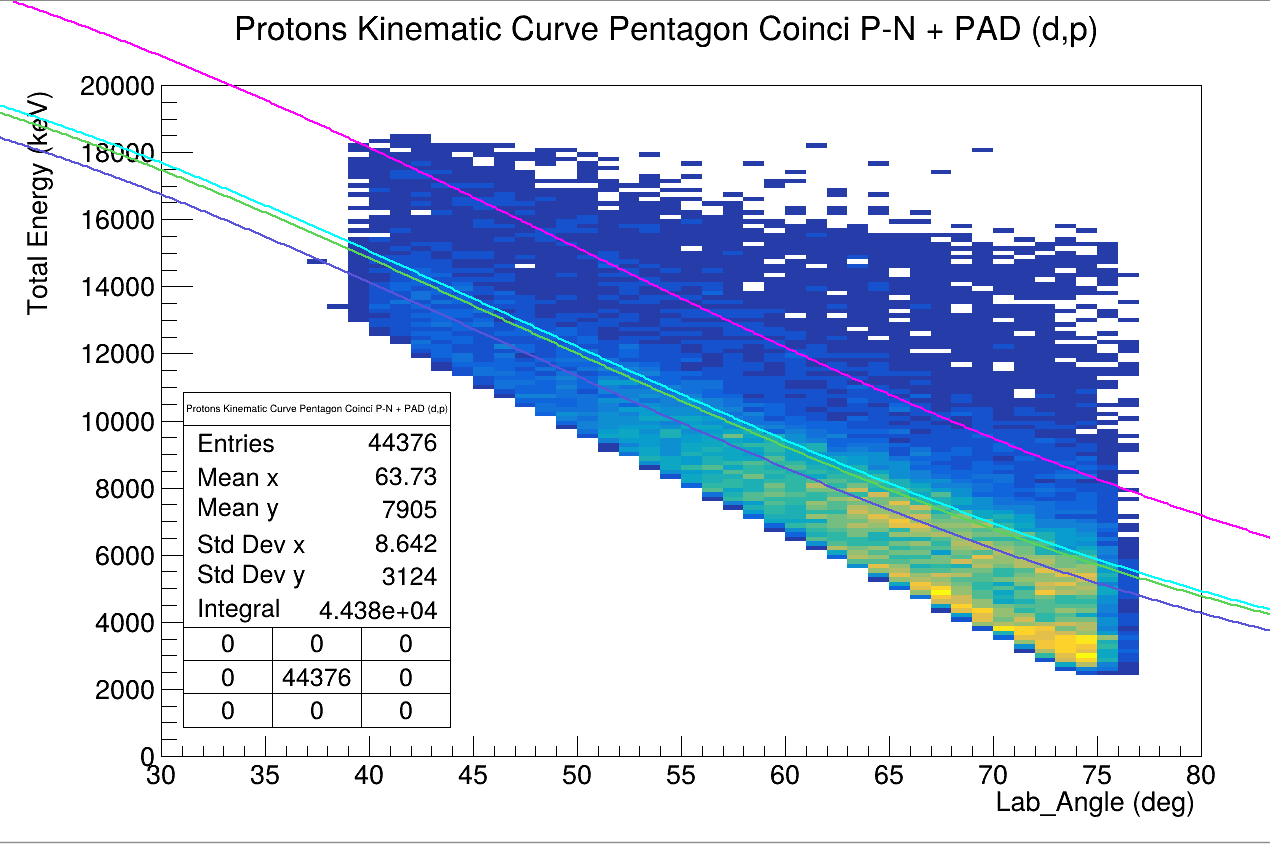 Protons Kinematic Curve Pentagon Coinci P-N + PAD (d,p)
Total Energy (keV)
20000
18000
16000
14000
12000
10000
8000
6000
4000
2000
0
Protons Kinematic Curve Pentagon Coinci P-N + PAD (d,p)
Entries 44376
Mean x 63.73
Mean y 7905
Std Dev x 8.642
Std Dev y 3124
Integral 4.438e+04
0 0 0
0 44376 0
0 0 0
30 35 40 45 50 55 60 65 70 75 80
Lab_Angle (deg)